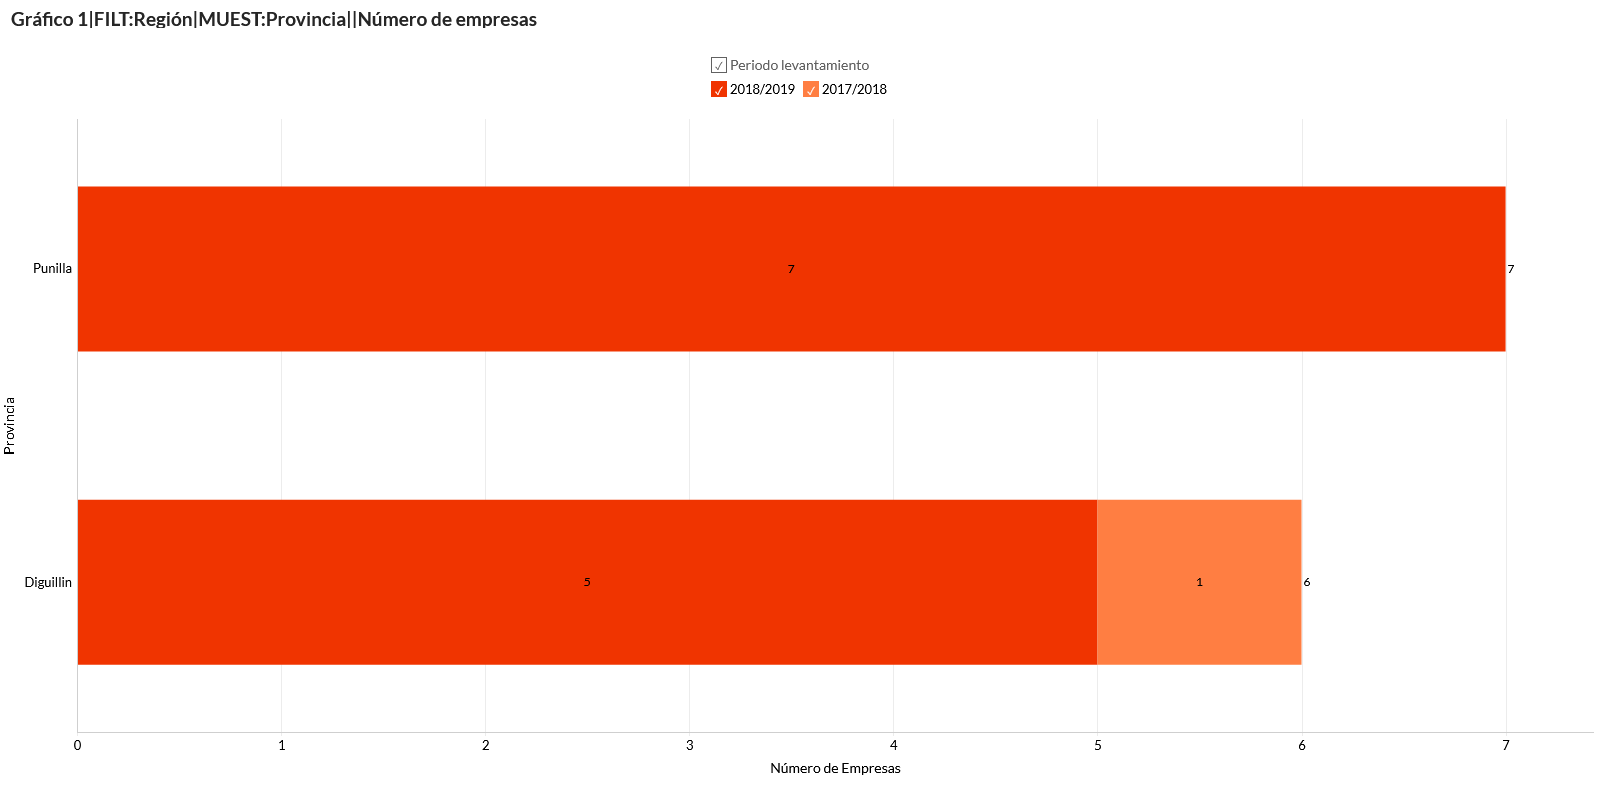 Gráfico 1|FILT:Región|MUEST:Provincia||Número de empresas
Periodo levantamiento
2018/2019 2017/2018
Punilla
7
7
Provincia
Diguillin
5
1
6
0 1 2 3 4 5 6 7
Número de Empresas